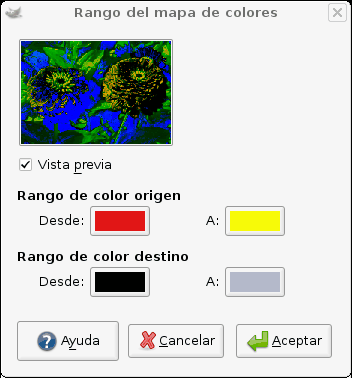 Rango del mapa de colores
Vista previa
Rango de color origen
Desde: A:
Rango de color destino
Desde: A:
Ayuda Cancelar Aceptar